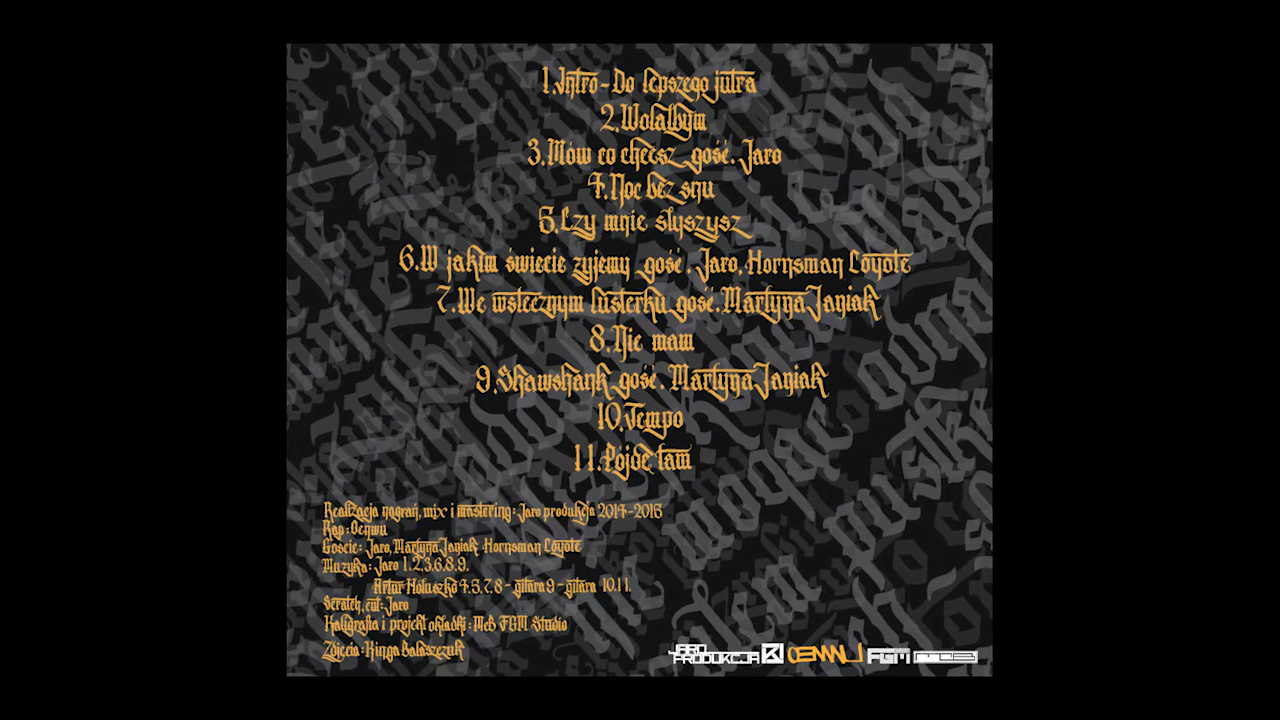 1.Intro - Do lepszego jutra
2.Wolałbym
3.Mów co chcesz gość. Jaro
4.Noc bez snu
5.Czy mnie słyszysz
6.W jakim świecie żyjemy gość. Jaro, Hornsman Coyote
7.We wstecznym lusterku gość. Martyna Janiak
8.Nie mam
9.Shawshank gość. Martyna Janiak
10.Tempo
11.Pójdę tam
Realizacja nagrań, mix i mastering: Jaro produkcja 2014-2015
Rap: Oenwu
Goście: Jaro, Martyna Janiak Hornsman Coyote
Muzyka: Jaro 1.2.3.6.8.9.
Artur Hołuszko 4.5.7.8 - gitara 9 - gitara 10.11.
Scratch, cut: Jaro
Kaligrafia i projekt okładki: MeB FGM Studio
Zdjęcia: Kinga Bałaszczuk
JARO PRODUKCJA OENWU FGM